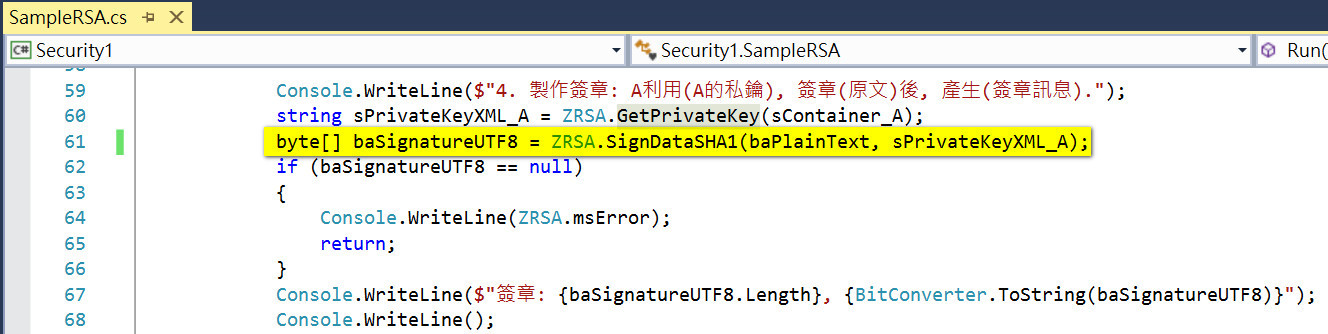 SampleRSA.cs
C# Security1 Security1.SampleRSA Run(
59 Console.WriteLine($"4. 製作簽章: A利用(A的私鑰), 簽章(原文)後, 產生(簽章訊息).");
60 string sPrivateKeyXML_A = ZRSA.GetPrivateKey(sContainer_A);
61 byte[] baSignatureUTF8 = ZRSA.SignDataSHA1(baPlainText, sPrivateKeyXML_A);
62 if (baSignatureUTF8 == null)
63 {
64 Console.WriteLine(ZRSA.msError);
65 return;
66 }
67 Console.WriteLine($"簽章: {baSignatureUTF8.Length}, {BitConverter.ToString(baSignatureUTF8)}");
68 Console.WriteLine();